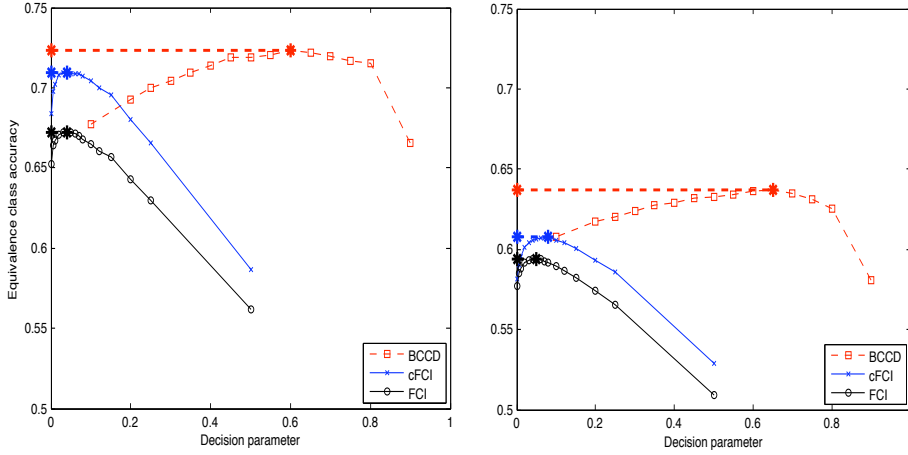 0.75
0.7
0.65
0.6
0.55
0.5
Equivalence class accuracy
0 0.2 0.4 0.6 0.8 1
Decision parameter
BCCD
cFCI
FCI
0.75
0.7
0.65
0.6
0.55
0.5
0 0.2 0.4 0.6 0.8
Decision parameter
BCCD
cFCI
FCI